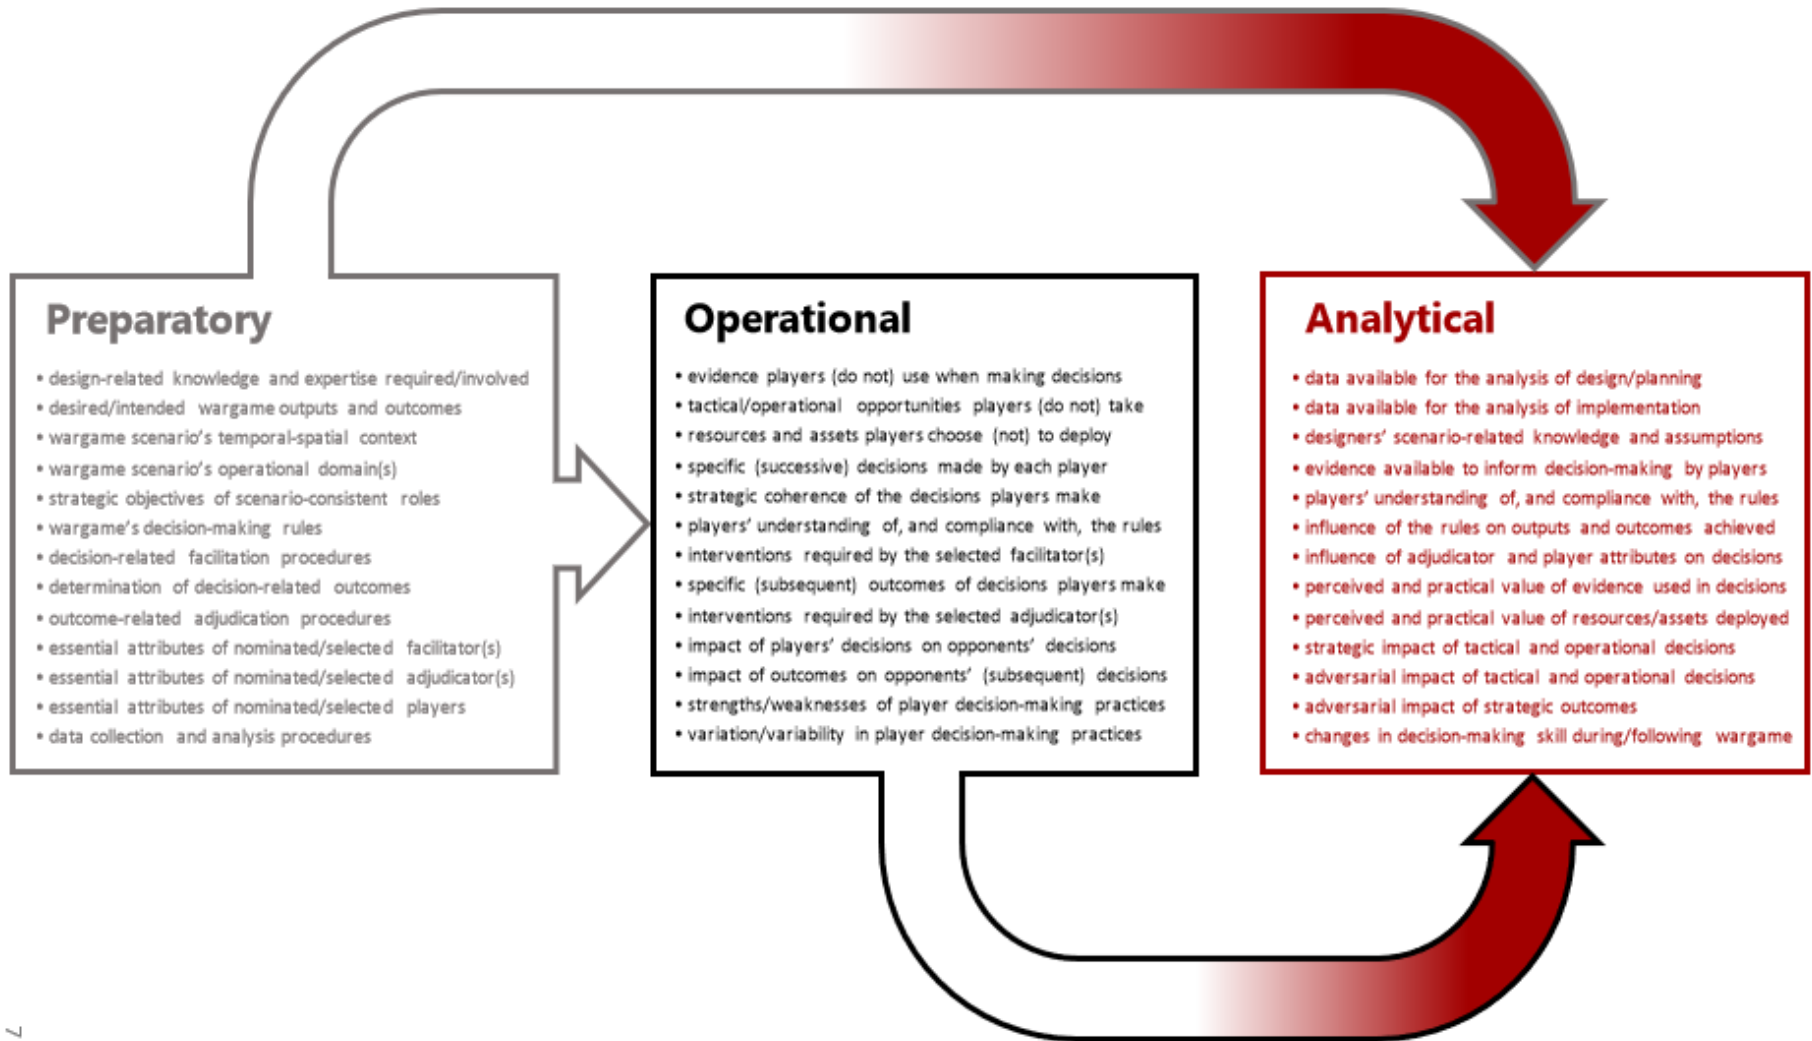 Preparatory
• design-related knowledge and expertise required/involved
• desired/intended wargame outputs and outcomes
• wargame scenario's temporal-spatial context
• wargame scenario's operational domain(s)
• strategic objectives of scenario-consistent roles
• wargame's decision-making rules
• decision-related facilitation procedures
• determination of decision-related outcomes
• outcome-related adjudication procedures
• essential attributes of nominated/selected facilitator(s)
• essential attributes of nominated/selected adjudicator(s)
• essential attributes of nominated/selected players
• data collection and analysis procedures
Operational
• evidence players (do not) use when making decisions
• tactical/operational opportunities players (do not) take
• resources and assets players choose (not) to deploy
• specific (successive) decisions made by each player
• strategic coherence of the decisions players make
• players' understanding of, and compliance with, the rules
• interventions required by the selected facilitator(s)
• specific (subsequent) outcomes of decisions players make
• interventions required by the selected adjudicator(s)
• impact of players' decisions on opponents' decisions
• impact of outcomes on opponents' (subsequent) decisions
• strengths/weaknesses of player decision-making practices
• variation/variability in player decision-making practices
Analytical
• data available for the analysis of design/planning
• data available for the analysis of implementation
• designers' scenario-related knowledge and assumptions
• evidence available to inform decision-making by players
• players' understanding of, and compliance with, the rules
• influence of the rules on outputs and outcomes achieved
• influence of adjudicator and player attributes on decisions
• perceived and practical value of evidence used in decisions
• perceived and practical value of resources/assets deployed
• strategic impact of tactical and operational decisions
• adversarial impact of tactical and operational decisions
• adversarial impact of strategic outcomes
• changes in decision-making skill during/following wargame
7